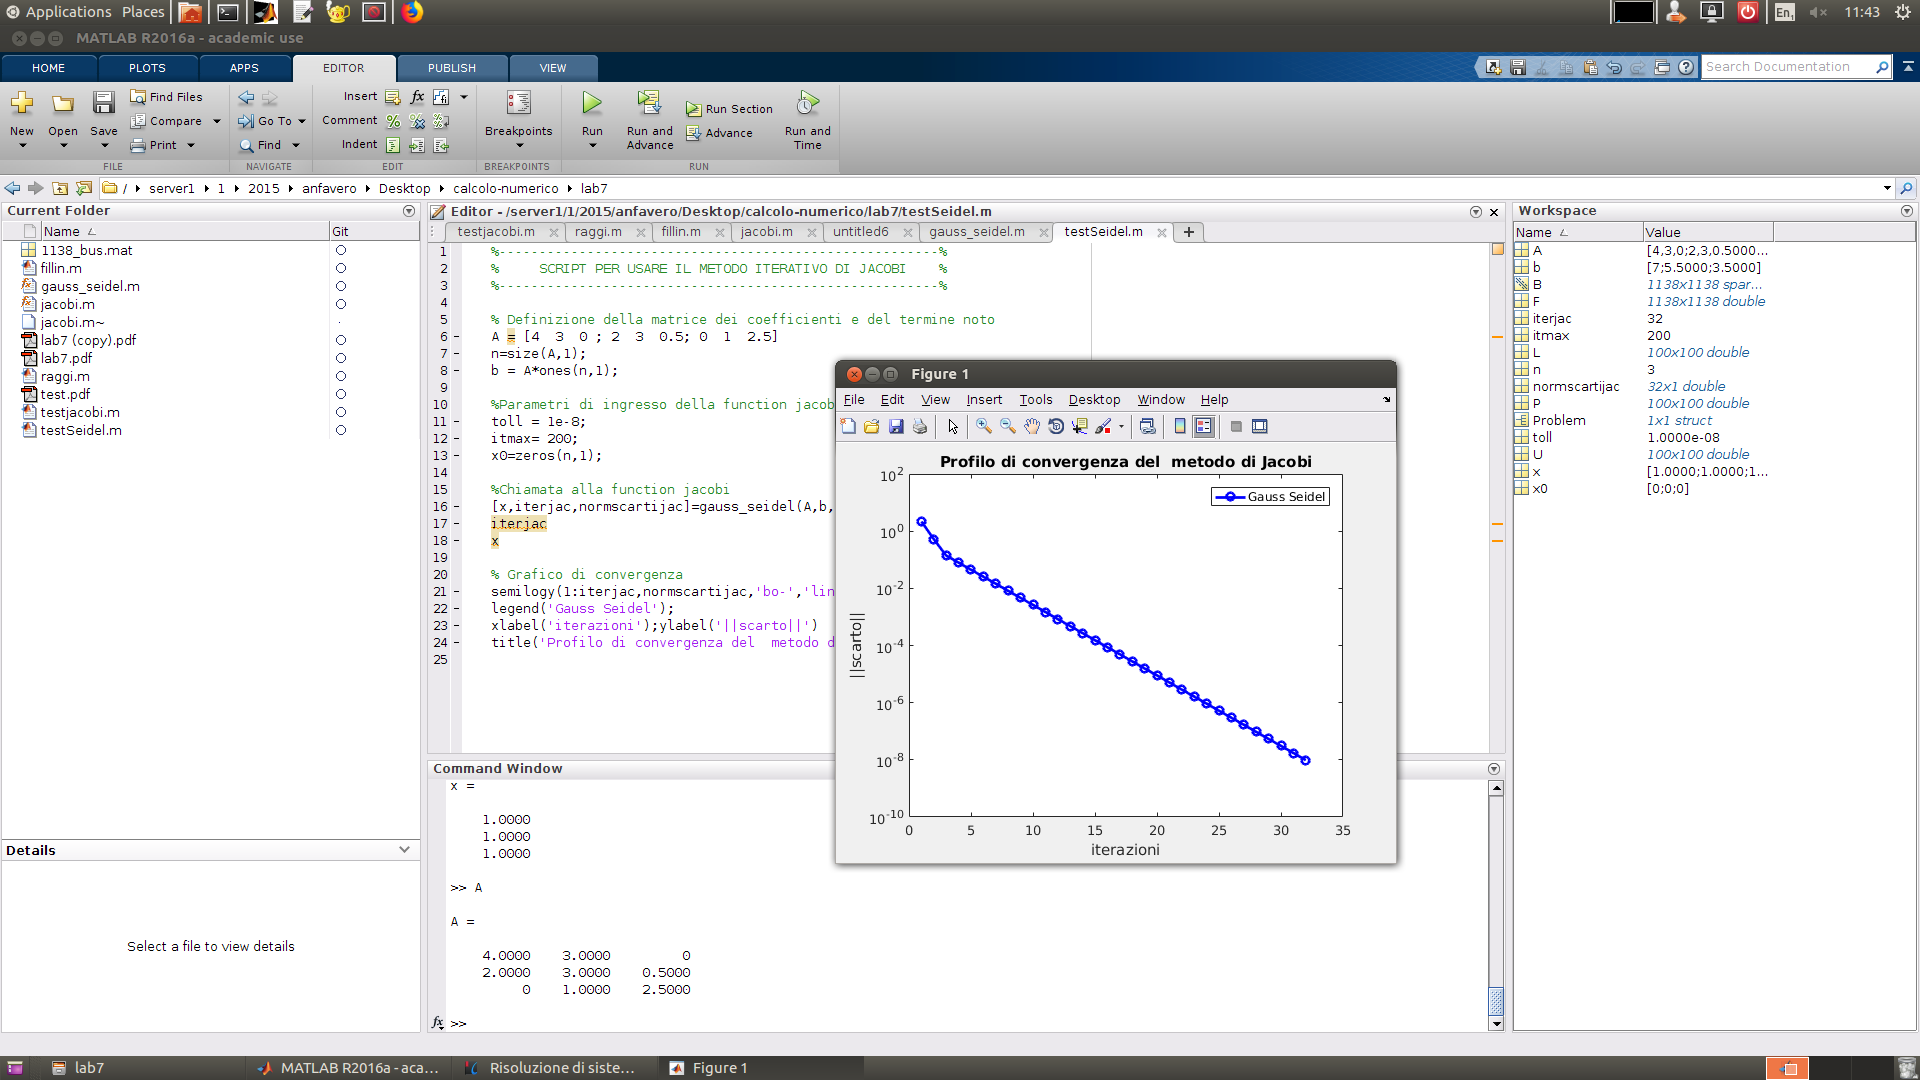 Applications Places
En1 11:43
MATLAB R2016a - academic use
HOME PLOTS APPS EDITOR PUBLISH VIEW
Search Documentation
New Open Save
Find Files
Compare
Print
FILE
Go To
Find
NAVIGATE
Insert fx
Comment
Indent
EDIT
Breakpoints
BREAKPOINTS
Run
Run and Advance
Run Section
Advance
Run and Time
RUN
/ server1 1 2015 anfavero Desktop calcolo-numerico lab7
Current Folder
Name Git
1138_bus.mat
fillin.m
gauss_seidel.m
jacobi.m
jacobi.m~
lab7 (copy).pdf
lab7.pdf
raggi.m
test.pdf
testjacobi.m
testSeidel.m
Details
Select a file to view details
Editor - /server1/1/2015/anfavero/Desktop/calcolo-numerico/lab7/testSeidel.m
testjacobi.m raggi.m fillin.m jacobi.m untitled6 gauss_seidel.m testSeidel.m
1 %-------------------------------------------------------%
2 % SCRIPT PER USARE IL METODO ITERATIVO DI JACOBI %
3 %-------------------------------------------------------%
4
5 % Definizione della matrice dei coefficienti e del termine noto
6 - A = [4 3 0 ; 2 3 0.5; 0 1 2.5]
7 - n=size(A,1);
8 - b = A*ones(n,1);
9
10 %Parametri di ingresso della function jacob
11 - toll = 1e-8;
12 - itmax= 200;
13 - x0=zeros(n,1);
14
15 %Chiamata alla function jacobi
16 - [x,iterjac,normscartijac]=gauss_seidel(A,b,
17 - iterjac
18 - x
19
20 % Grafico di convergenza
21 - semilogy(1:iterjac,normscartijac,'bo-','lin
22 - legend('Gauss Seidel');
23 - xlabel('iterazioni');ylabel('||scarto||')
24 - title('Profilo di convergenza del  metodo d
25
Command Window
x =
1.0000
1.0000
1.0000
>> A
A =
4.0000 3.0000 0
2.0000 3.0000 0.5000
0 1.0000 2.5000
fx >>
Figure 1
File Edit View Insert Tools Desktop Window Help
Profilo di convergenza del  metodo di Jacobi
Gauss Seidel
10^2
10^0
10^-2
10^-4
10^-6
10^-8
10^-10
||scarto||
0 5 10 15 20 25 30 35
iterazioni
Workspace
Name Value
A [4,3,0;2,3,0.5000...
b [7;5.5000;3.5000]
B 1138x1138 spar...
F 1138x1138 double
iterjac 32
itmax 200
L 100x100 double
n 3
normscartijac 32x1 double
P 100x100 double
Problem 1x1 struct
toll 1.0000e-08
U 100x100 double
x [1.0000;1.0000;1...
x0 [0;0;0]
lab7 MATLAB R2016a - aca... Risoluzione di siste... Figure 1